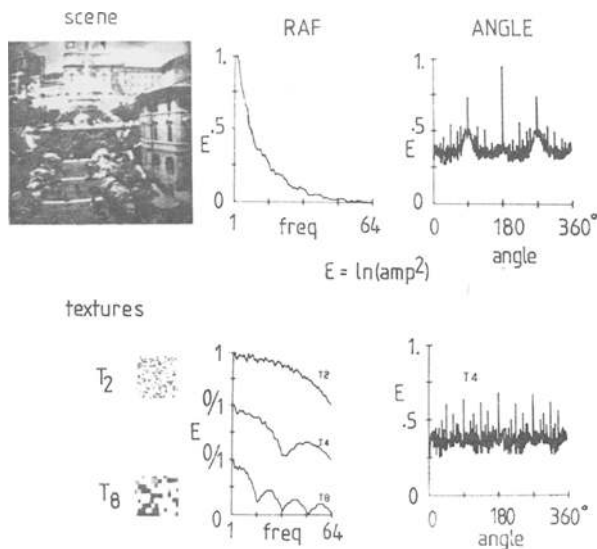 scene
RAF
ANGLE
1.
.5
E
0
1
freq
64
1.
.5
E
0
0
180
360°
angle
E = ln(amp²)
textures
T₂
T₈
1
0/1
E
0/1
0
T2
T4
T8
1
freq
64
1.
T4
E
.5
0
0
180
360°
angle